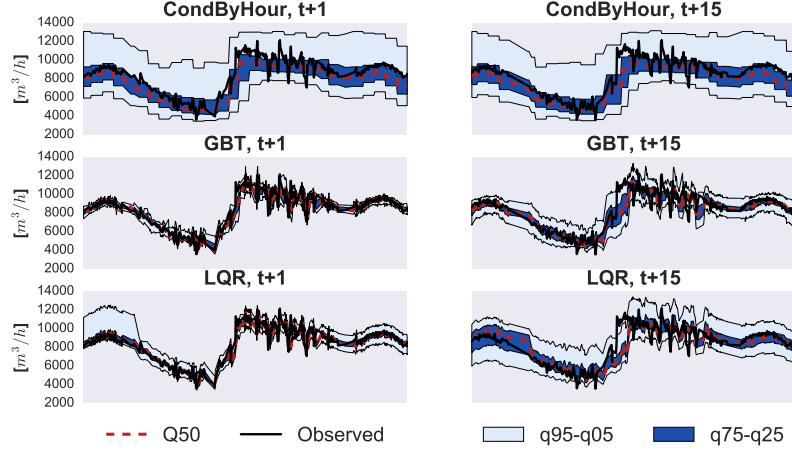 CondByHour, t+1
CondByHour, t+15
14000
12000
10000
8000
6000
4000
2000
[m³/h]
GBT, t+1
GBT, t+15
14000
12000
10000
8000
6000
4000
2000
[m³/h]
LQR, t+1
LQR, t+15
14000
12000
10000
8000
6000
4000
2000
[m³/h]
Q50
Observed
q95-q05
q75-q25